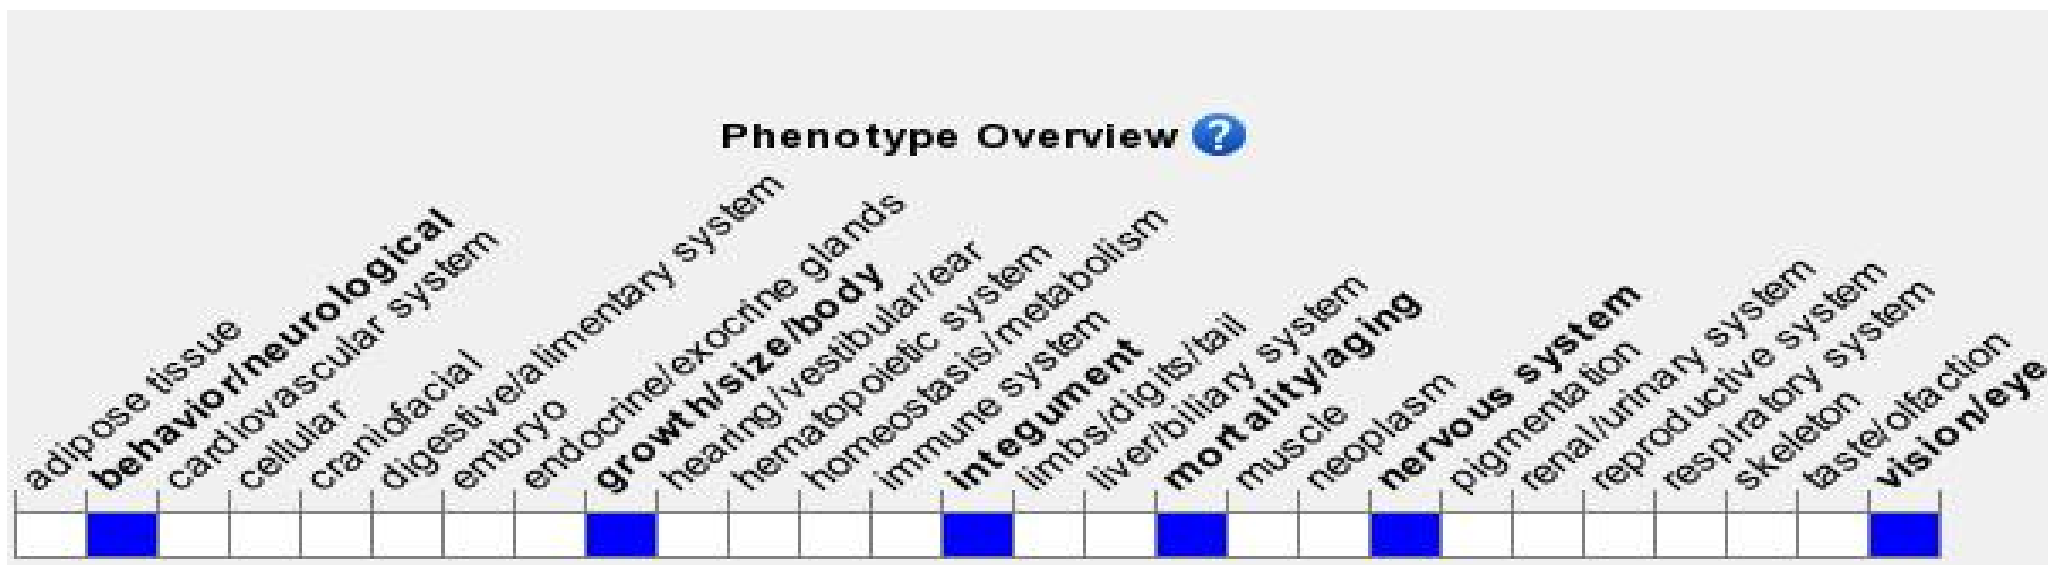 Phenotype Overview ?
adipose tissue
behavior/neurological
cardiovascular system
cellular
craniofacial
digestive/alimentary system
embryo
endocrine/exocrine glands
growth/size/body
hearing/vestibular/ear
hematopoietic system
homeostasis/metabolism
immune system
integument
limbs/digits/tail
liver/biliary system
mortality/aging
muscle
neoplasm
nervous system
pigmentation
renal/urinary system
reproductive system
respiratory system
skeleton
taste/olfaction
vision/eye